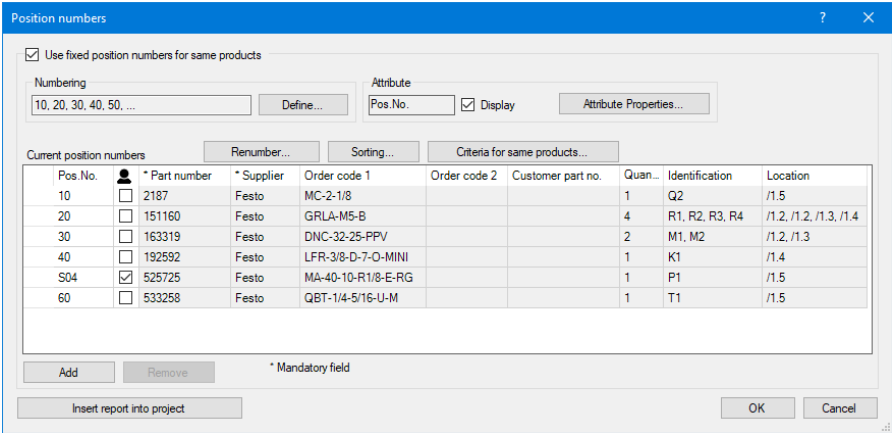 Position numbers
Use fixed position numbers for same products
Numbering
10, 20, 30, 40, 50, ...
Define...
Attribute
Pos.No.
Display
Attribute Properties...
Current position numbers
Renumber...
Sorting...
Criteria for same products...
Pos.No. * Part number * Supplier Order code 1 Order code 2 Customer part no. Quan... Identification Location
10 2187 Festo MC-2-1/8 1 Q2 /1.5
20 151160 Festo GRLA-M5-B 4 R1, R2, R3, R4 /1.2, /1.2, /1.3, /1.4
30 163319 Festo DNC-32-25-PPV 2 M1, M2 /1.2, /1.3
40 192592 Festo LFR-3/8-D-7-O-MINI 1 K1 /1.4
S04 525725 Festo MA-40-10-R1/8-E-RG 1 P1 /1.5
60 533258 Festo QBT-1/4-5/16-U-M 1 T1 /1.5
Add
Remove
* Mandatory field
Insert report into project
OK
Cancel